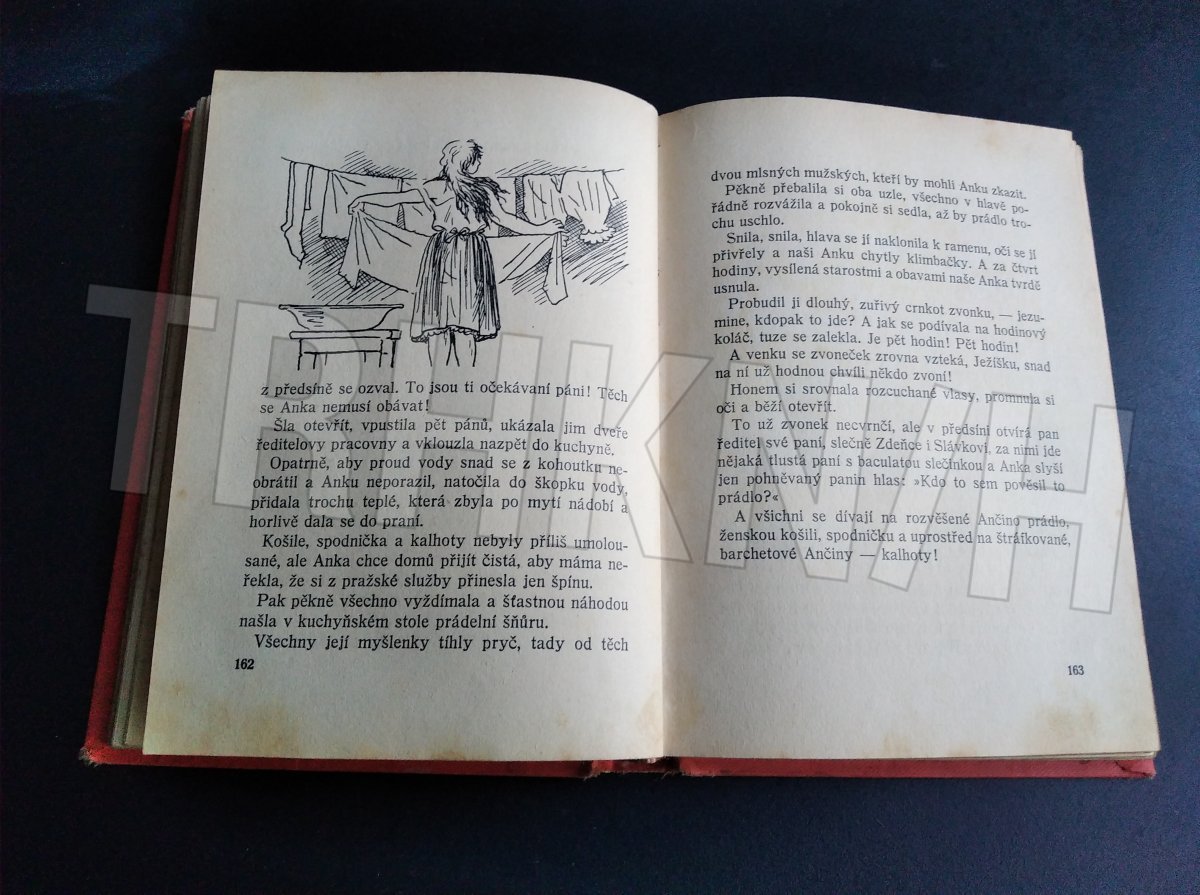 z předsíně se ozval. To jsou ti očekávaní páni! Těch
se Anka nemusí obávat!
Šla otevřít, vpustila pět pánů, ukázala jim dveře
ředitelovy pracovny a vklouzla nazpět do kuchyně.
Opatrně, aby proud vody snad se z kohoutku ne-
obrátil a Anku neporazil, natočila do škopku vody,
přidala trochu teplé, která zbyla po mytí nádobí a
horlivě dala se do praní.
Košile, spodnička a kalhoty nebyly příliš umolou-
sané, ale Anka chce domů přijít čistá, aby máma ne-
řekla, že si z pražské služby přinesla jen špínu.
Pak pěkně všechno vyždímala a šťastnou náhodou
našla v kuchyňském stole prádelní šňůru.
Všechny její myšlenky tíhly pryč, tady od těch
162
dvou mlsných mužských, kteří by mohli Anku zkazit.
Pěkně přebalila si oba uzle, všechno v hlavě po-
řádně rozvážila a pokojně si sedla, až by prádlo tro-
chu uschlo.
Snila, snila, hlava se jí naklonila k ramenu, oči se jí
přivřely a naši Anku chytly klimbačky. A za čtvrt
hodiny, vysílená starostmi a obavami naše Anka tvrdě
usnula.
Probudil ji dlouhý, zuřivý crnkot zvonku, — jezu-
mine, kdopak to jde? A jak se podívala na hodinový
koláč, tuze se zalekla. Je pět hodin! Pět hodin!
A venku se zvoneček zrovna vzteká, Ježíšku, snad
na ní už hodnou chvíli někdo zvoní!
Honem si srovnala rozcuchané vlasy, promnula si
oči a běží otevřít.
To už zvonek necvrnčí, ale v předsíni otvírá pan
ředitel své paní, slečně Zdeňce i Slávkovi, za nimi jde
nějaká tlustá paní s baculatou slečinkou a Anka slyší
jen pohněvaný panin hlas: »Kdo to sem pověsil to
prádlo?«
A všichni se dívají na rozvěšené Ančino prádlo,
ženskou košili, spodničku a uprostřed na štráfkované,
barchetové Ančiny — kalhoty!
163
TRHKNIH